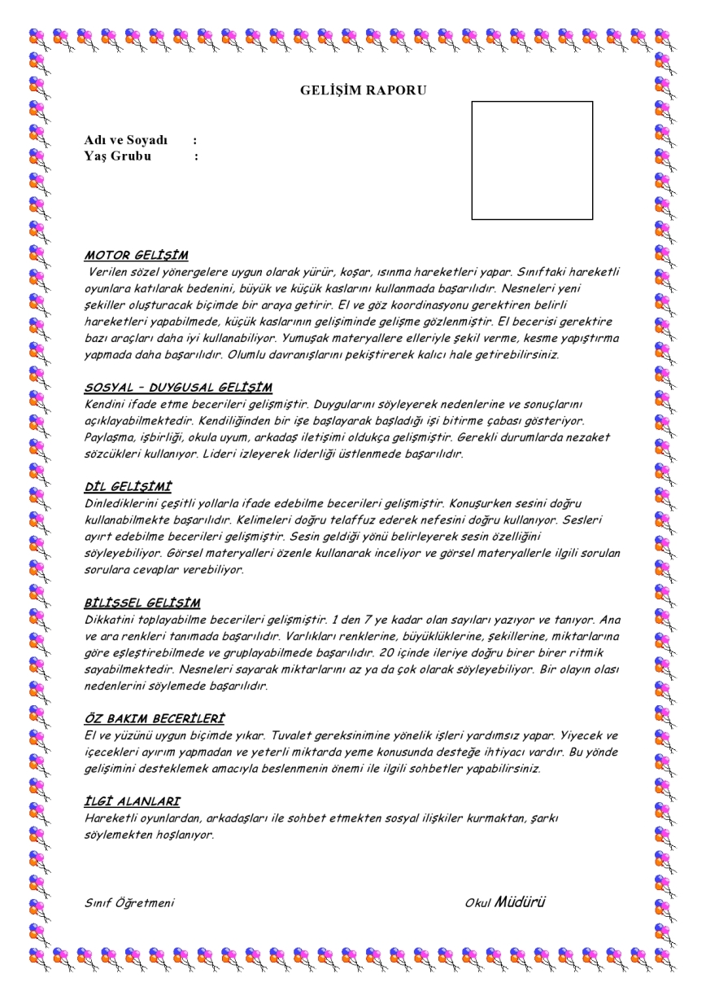 GELİŞİM RAPORU
Adı ve Soyadı :
Yaş Grubu :
MOTOR GELİŞİM
Verilen sözel yönergelere uygun olarak yürür, koşar, ısınma hareketleri yapar. Sınıftaki hareketli
oyunlara katılarak bedenini, büyük ve küçük kaslarını kullanmada başarılıdır. Nesneleri yeni
şekiller oluşturacak biçimde bir araya getirir. El ve göz koordinasyonu gerektiren belirli
hareketleri yapabilmede, küçük kaslarının gelişiminde gelişme gözlenmiştir. El becerisi gerektire
bazı araçları daha iyi kullanabiliyor. Yumuşak materyallere elleriyle şekil verme, kesme yapıştırma
yapmada daha başarılıdır. Olumlu davranışlarını pekiştirerek kalıcı hale getirebilirsiniz.
SOSYAL – DUYGUSAL GELİŞİM
Kendini ifade etme becerileri gelişmiştir. Duygularını söyleyerek nedenlerine ve sonuçlarını
açıklayabilmektedir. Kendiliğinden bir işe başlayarak başladığı işi bitirme çabası gösteriyor.
Paylaşma, işbirliği, okula uyum, arkadaş iletişimi oldukça gelişmiştir. Gerekli durumlarda nezaket
sözcükleri kullanıyor. Lideri izleyerek liderliği üstlenmede başarılıdır.
DİL GELİŞİMİ
Dinlediklerini çeşitli yollarla ifade edebilme becerileri gelişmiştir. Konuşurken sesini doğru
kullanabilmekte başarılıdır. Kelimeleri doğru telaffuz ederek nefesini doğru kullanıyor. Sesleri
ayırt edebilme becerileri gelişmiştir. Sesin geldiği yönü belirleyerek sesin özelliğini
söyleyebiliyor. Görsel materyalleri özenle kullanarak inceliyor ve görsel materyallerle ilgili sorulan
sorulara cevaplar verebiliyor.
BİLİŞSEL GELİŞİM
Dikkatini toplayabilme becerileri gelişmiştir. 1 den 7 ye kadar olan sayıları yazıyor ve tanıyor. Ana
ve ara renkleri tanımada başarılıdır. Varlıkları renklerine, büyüklüklerine, şekillerine, miktarlarına
göre eşleştirebilmede ve gruplayabilmede başarılıdır. 20 içinde ileriye doğru birer birer ritmik
sayabilmektedir. Nesneleri sayarak miktarlarını az ya da çok olarak söyleyebiliyor. Bir olayın olası
nedenlerini söylemede başarılıdır.
ÖZ BAKIM BECERİLERİ
El ve yüzünü uygun biçimde yıkar. Tuvalet gereksinimine yönelik işleri yardımsız yapar. Yiyecek ve
içecekleri ayırım yapmadan ve yeterli miktarda yeme konusunda desteğe ihtiyacı vardır. Bu yönde
gelişimini desteklemek amacıyla beslenmenin önemi ile ilgili sohbetler yapabilirsiniz.
İLGİ ALANLARI
Hareketli oyunlardan, arkadaşları ile sohbet etmekten sosyal ilişkiler kurmaktan, şarkı
söylemekten hoşlanıyor.
Sınıf Öğretmeni Okul Müdürü